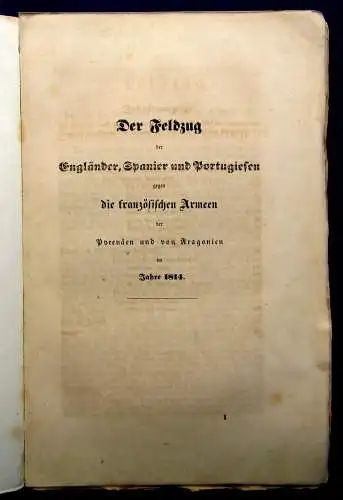 Der Feldzug
der
Engländer, Spanier und Portugiesen
gegen
die französischen Armeen
der
Pyrenäen und von Aragonien
im
Jahre 1814.
1